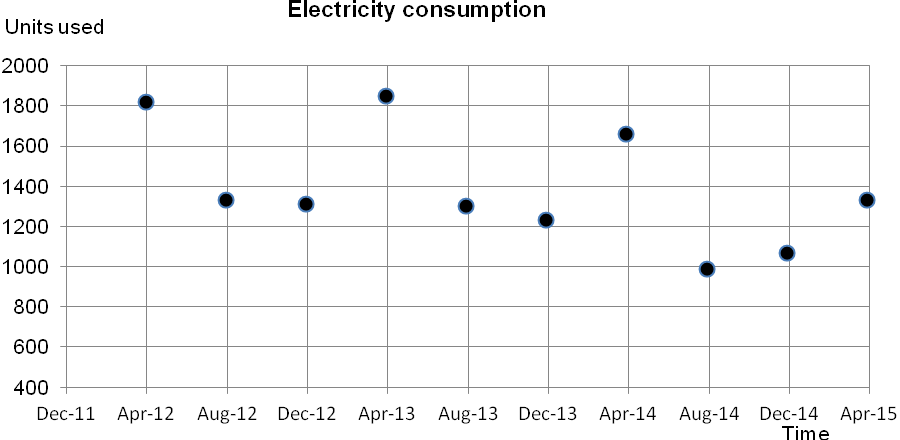 Electricity consumption
Units used
2000
1800
1600
1400
1200
1000
800
600
400
Dec-11 Apr-12 Aug-12 Dec-12 Apr-13 Aug-13 Dec-13 Apr-14 Aug-14 Dec-14 Apr-15
Time